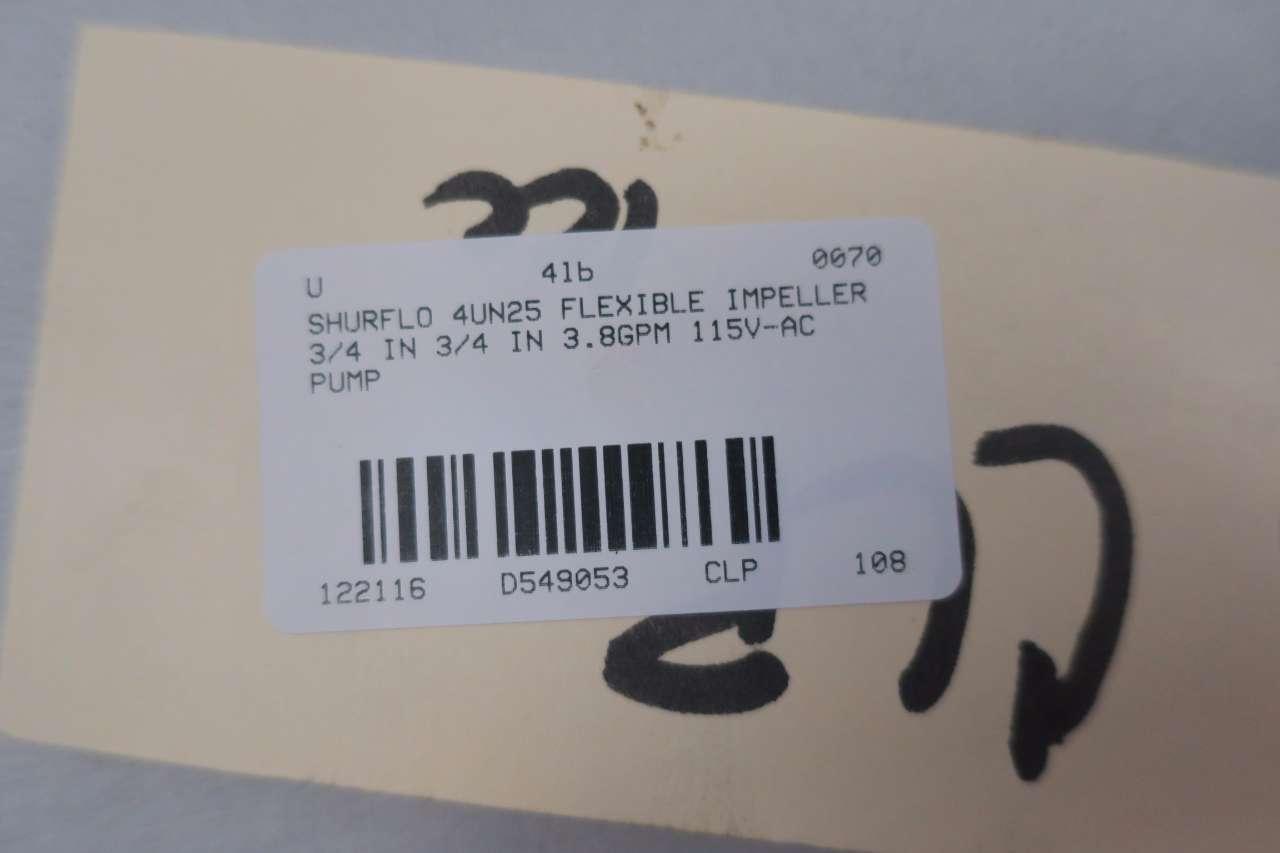 U 4lb 0070
SHURFLO 4UN25 FLEXIBLE IMPELLER
3/4 IN 3/4 IN 3.8GPM 115V-AC
PUMP
122116 D549053 CLP 108